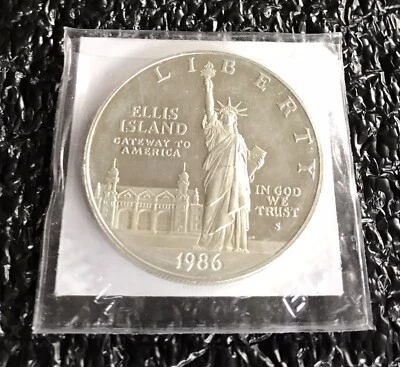 LIBERTY
ELLIS
ISLAND
GATEWAY TO
AMERICA
IN GOD
WE
TRUST
S
1986